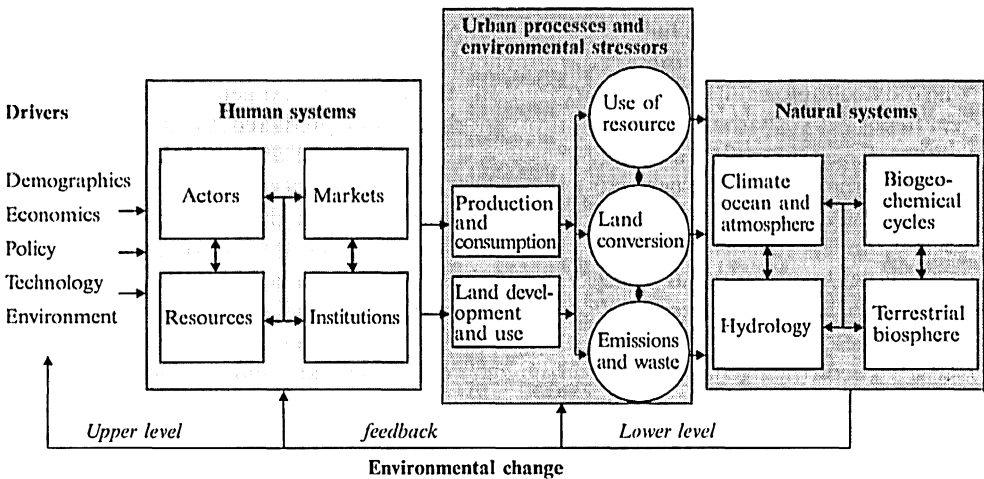 Drivers
Demographics
Economics
Policy
Technology
Environment
Human systems
Actors
Markets
Resources
Institutions
Urban processes and
environmental stressors
Production
and
consumption
Land devel-
opment
and use
Use of
resource
Land
conversion
Emissions
and waste
Natural systems
Climate
ocean and
atmosphere
Biogeo-
chemical
cycles
Hydrology
Terrestrial
biosphere
Upper level
feedback
Lower level
Environmental change